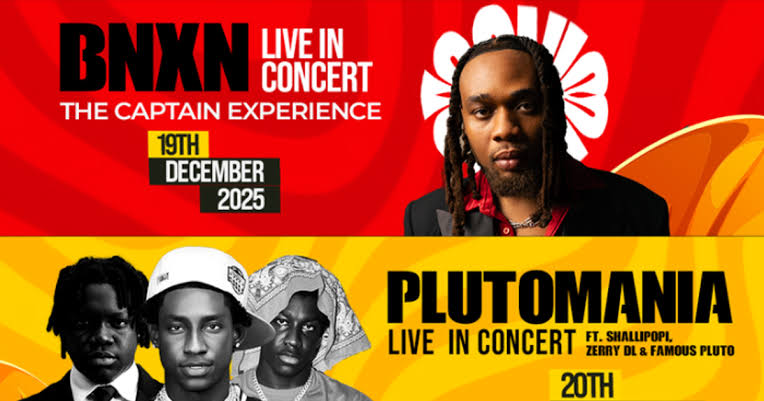 BNXN
LIVE IN
CONCERT
THE CAPTAIN EXPERIENCE
19TH
DECEMBER
2025
PLUTOMANIA
LIVE IN CONCERT
FT. SHALLIPOPI,
ZERRY DL & FAMOUS PLUTO
20TH